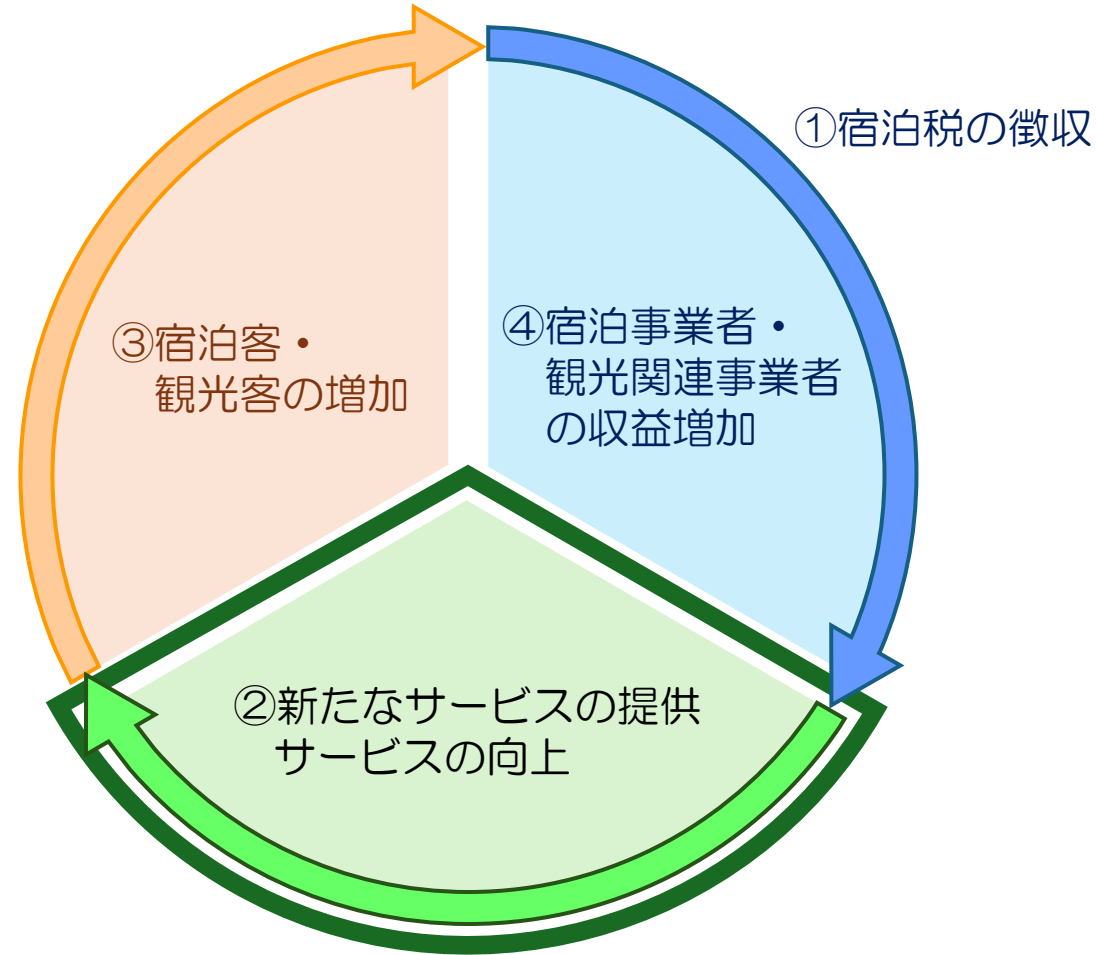 ①宿泊税の徴収
④宿泊事業者・
観光関連事業者
の収益増加
③宿泊客・
観光客の増加
②新たなサービスの提供
サービスの向上